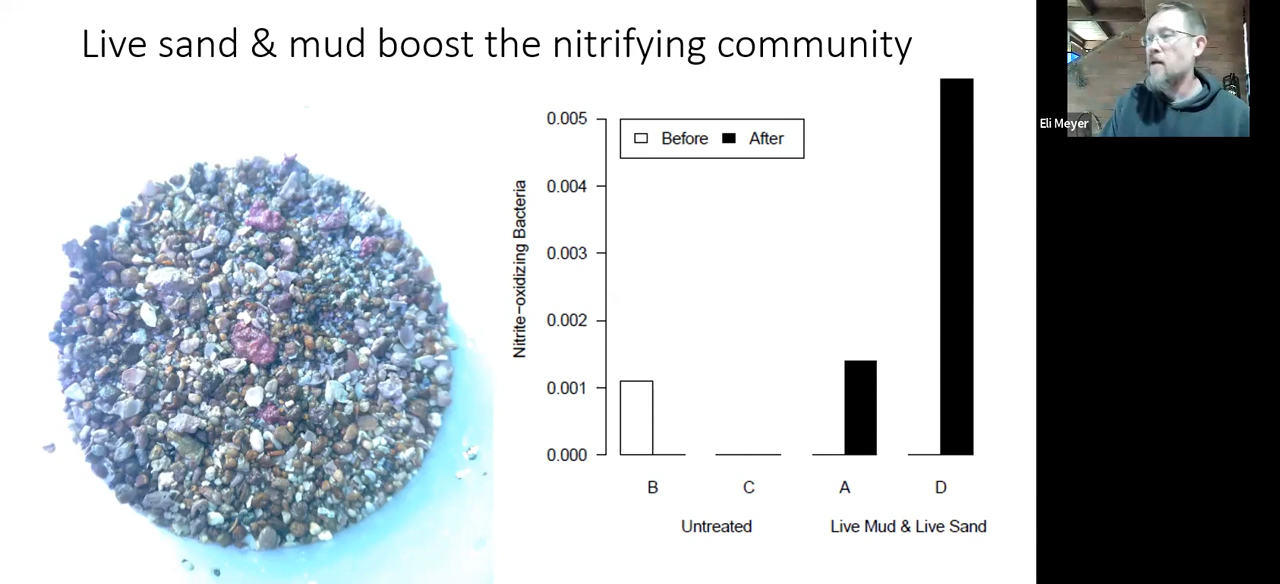 Live sand & mud boost the nitrifying community
Eli Meyer
Nitrite-oxidizing Bacteria
0.005
0.004
0.003
0.002
0.001
0.000
Before After
B C A D
Untreated Live Mud & Live Sand